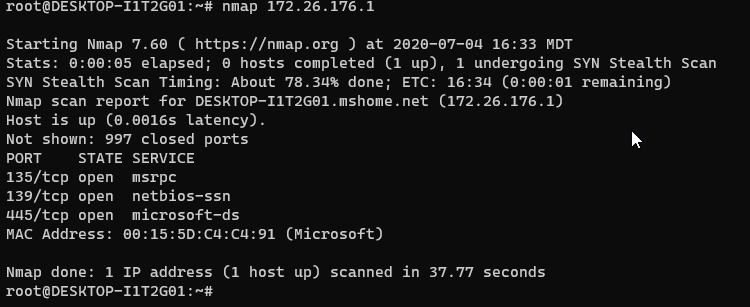 root@DESKTOP-I1T2G01:~# nmap 172.26.176.1
Starting Nmap 7.60 ( https://nmap.org ) at 2020-07-04 16:33 MDT
Stats: 0:00:05 elapsed; 0 hosts completed (1 up), 1 undergoing SYN Stealth Scan
SYN Stealth Scan Timing: About 78.34% done; ETC: 16:34 (0:00:01 remaining)
Nmap scan report for DESKTOP-I1T2G01.mshome.net (172.26.176.1)
Host is up (0.0016s latency).
Not shown: 997 closed ports
PORT    STATE SERVICE
135/tcp open  msrpc
139/tcp open  netbios-ssn
445/tcp open  microsoft-ds
MAC Address: 00:15:5D:C4:C4:91 (Microsoft)
Nmap done: 1 IP address (1 host up) scanned in 37.77 seconds
root@DESKTOP-I1T2G01:~#